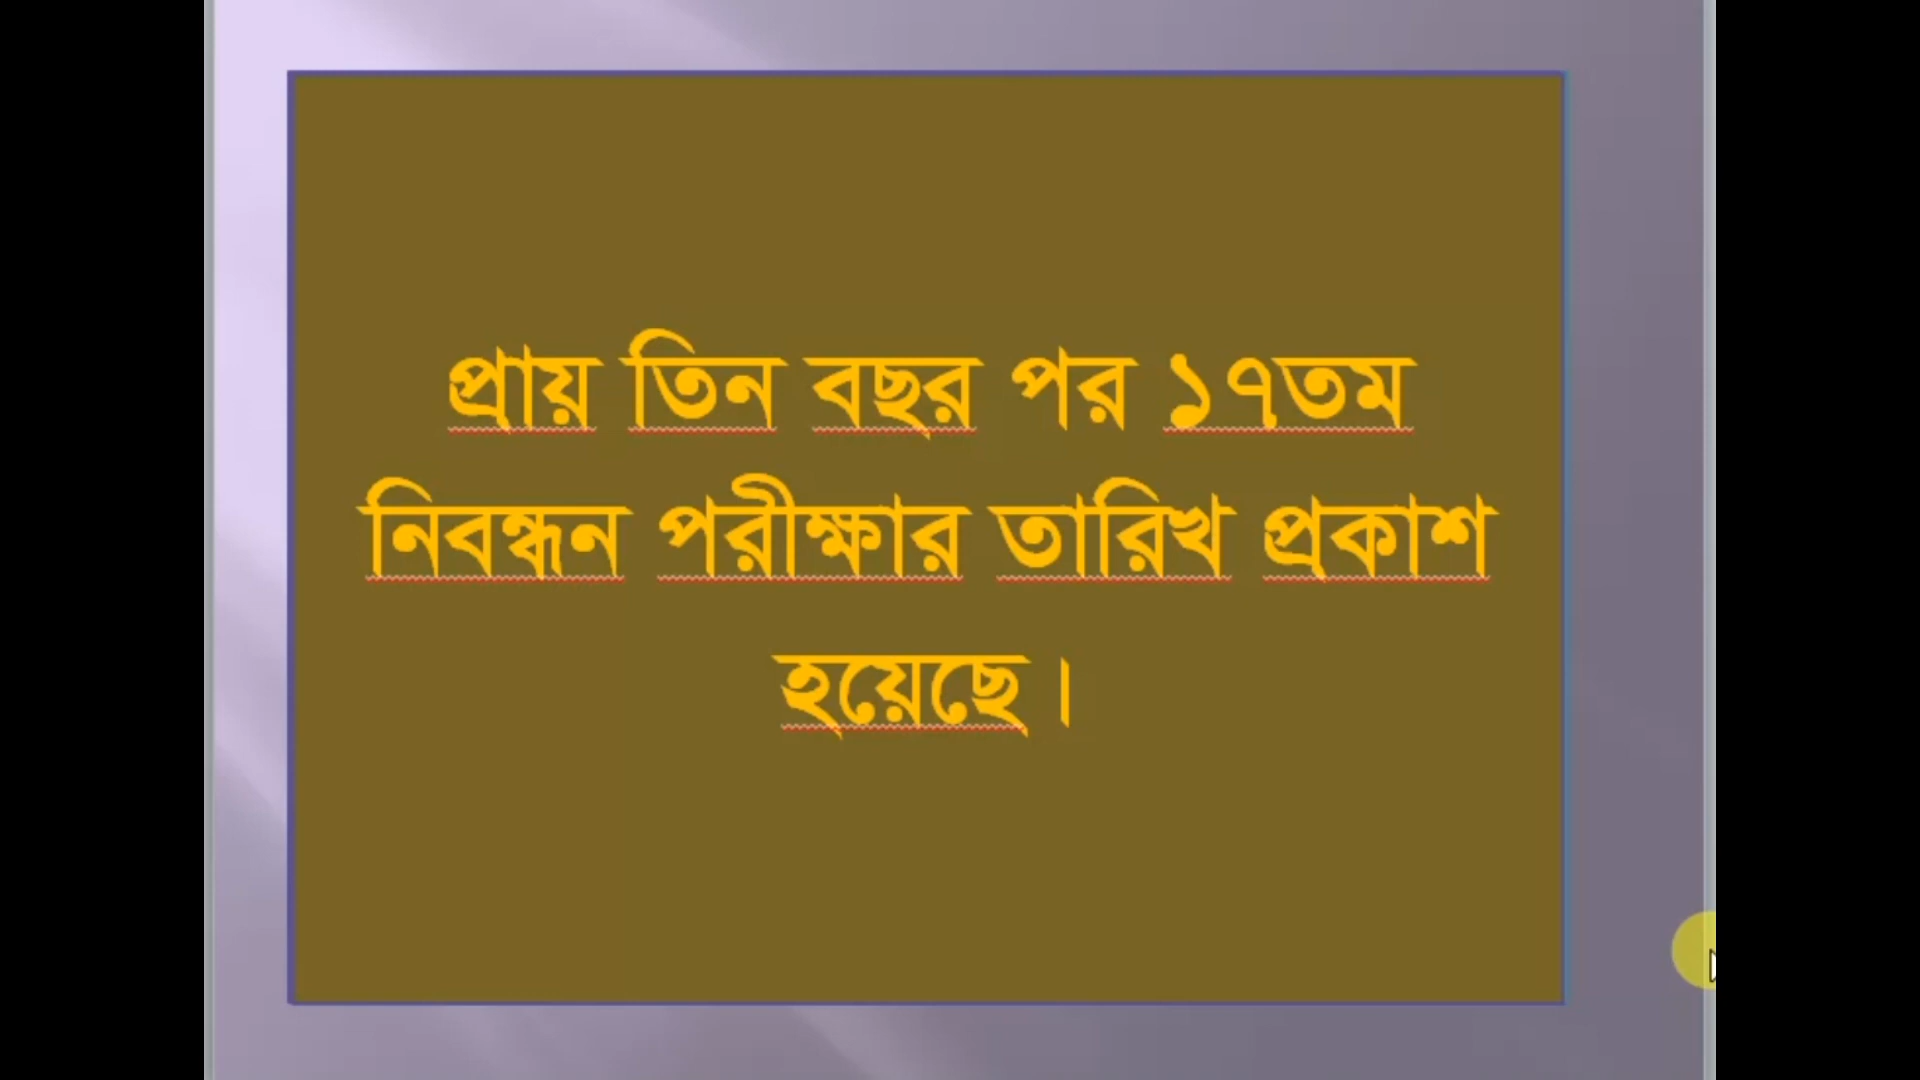 প্রায় তিন বছর পর ১৭তম
নিবন্ধন পরীক্ষার তারিখ প্রকাশ
হয়েছে।